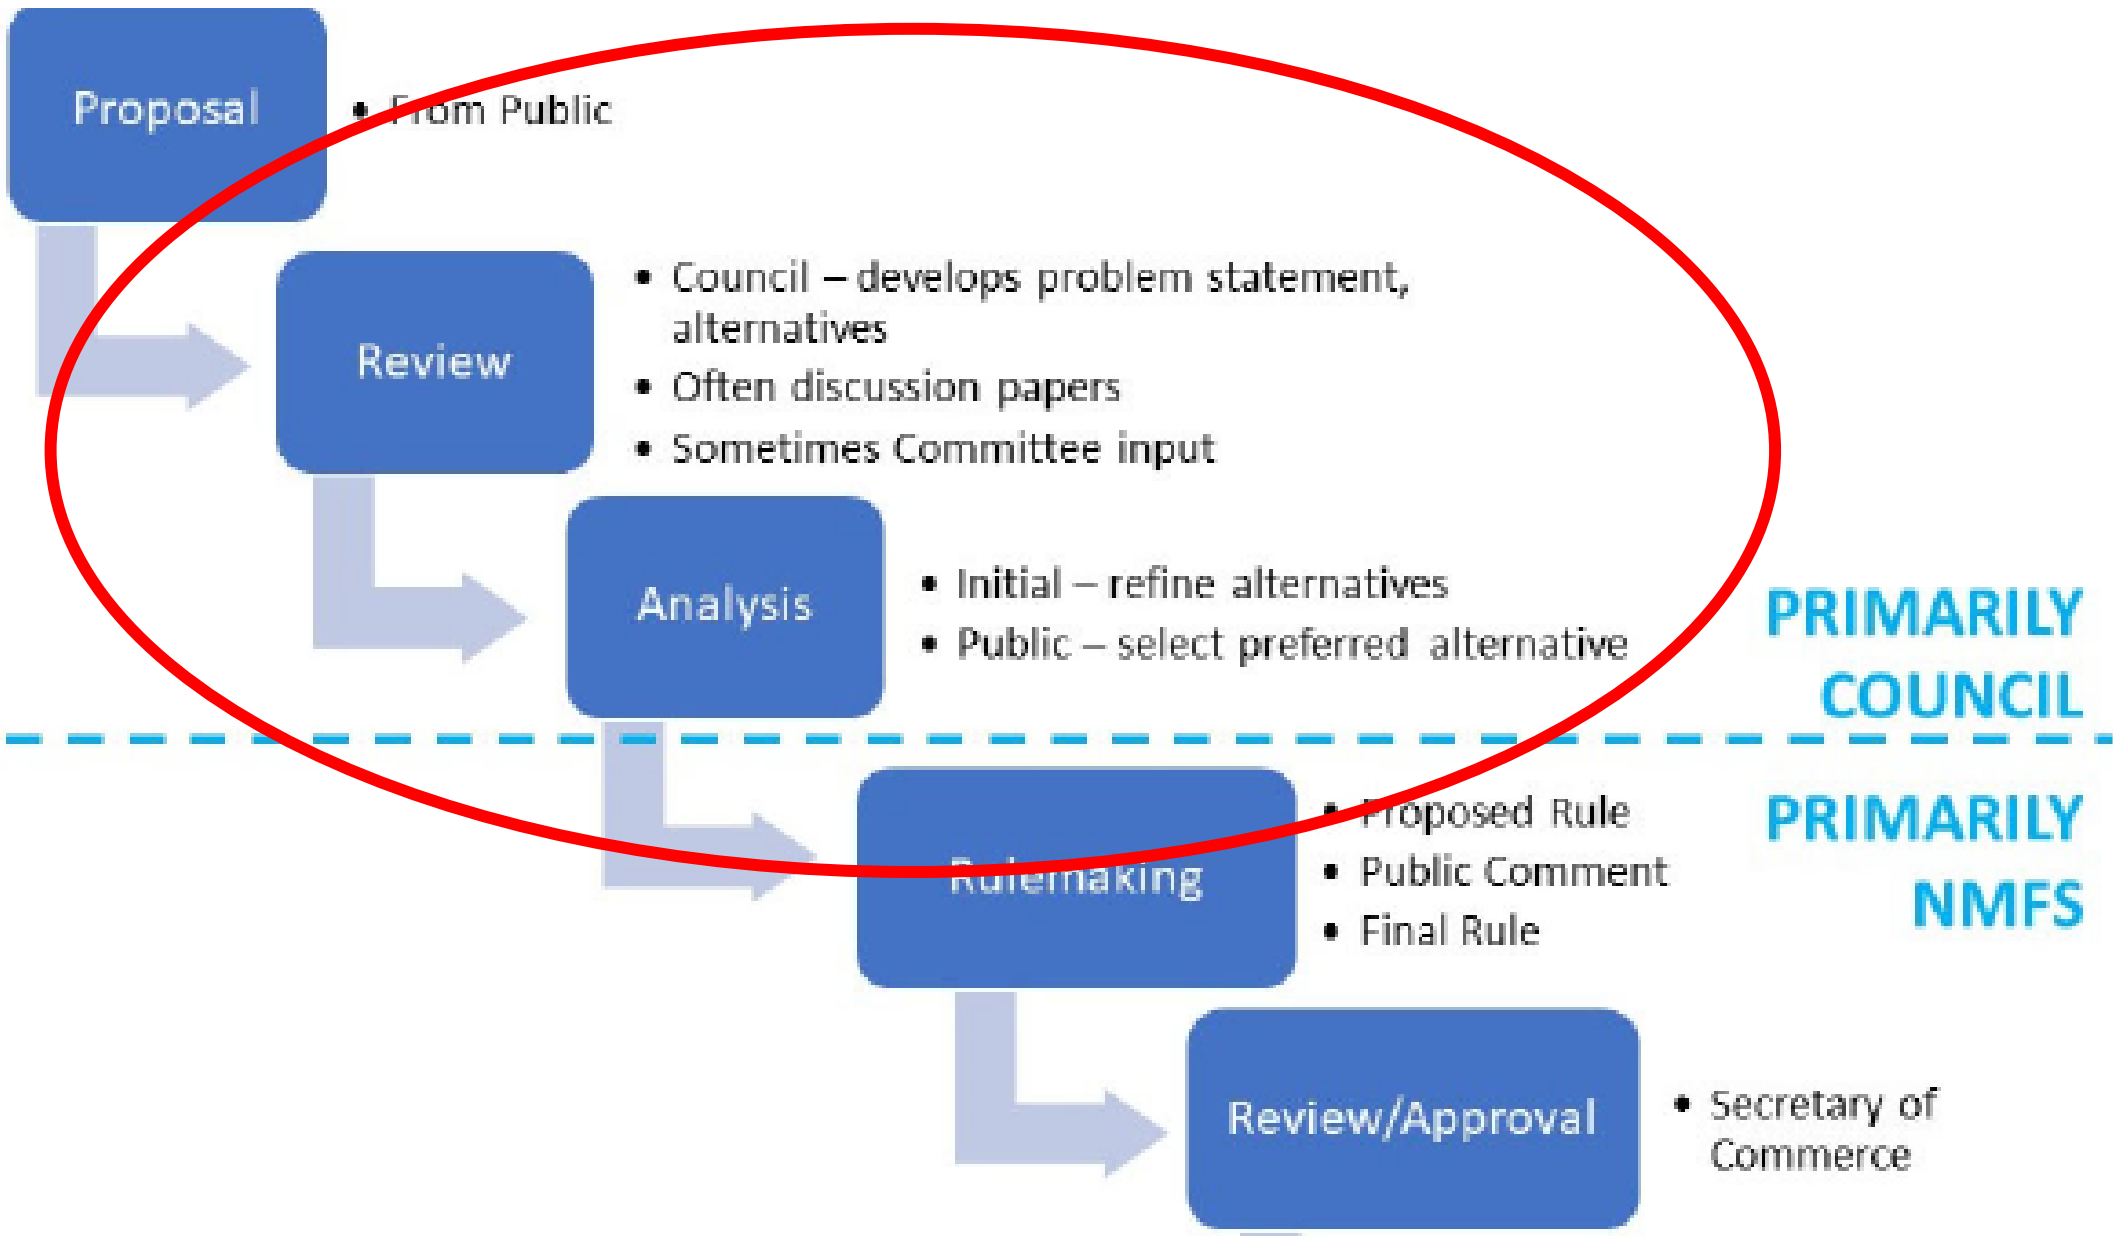 Proposal
• From Public
Review
• Council – develops problem statement,
alternatives
• Often discussion papers
• Sometimes Committee input
Analysis
• Initial – refine alternatives
• Public – select preferred alternative
PRIMARILY
COUNCIL
Rulemaking
• Proposed Rule
• Public Comment
• Final Rule
PRIMARILY
NMFS
Review/Approval
• Secretary of
Commerce